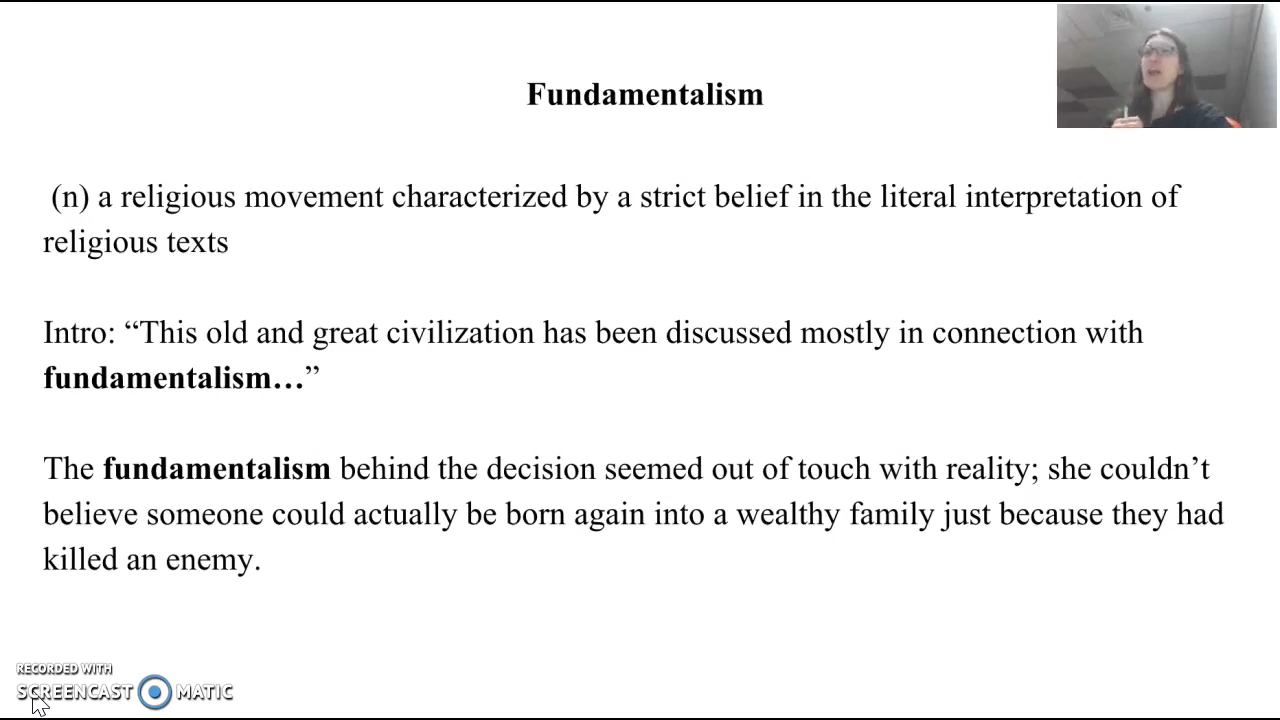 Fundamentalism
(n) a religious movement characterized by a strict belief in the literal interpretation of
religious texts
Intro: “This old and great civilization has been discussed mostly in connection with
fundamentalism…”
The fundamentalism behind the decision seemed out of touch with reality; she couldn’t
believe someone could actually be born again into a wealthy family just because they had
killed an enemy.
RECORDED WITH
SCREENCAST MATIC